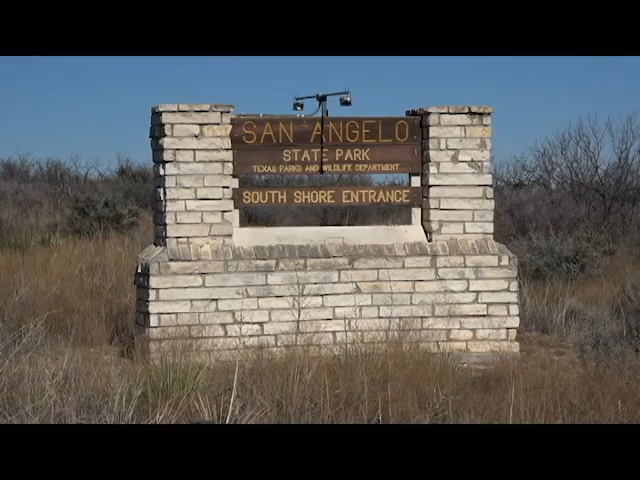 SAN ANGELO
STATE PARK
TEXAS PARKS AND WILDLIFE DEPARTMENT
SOUTH SHORE ENTRANCE